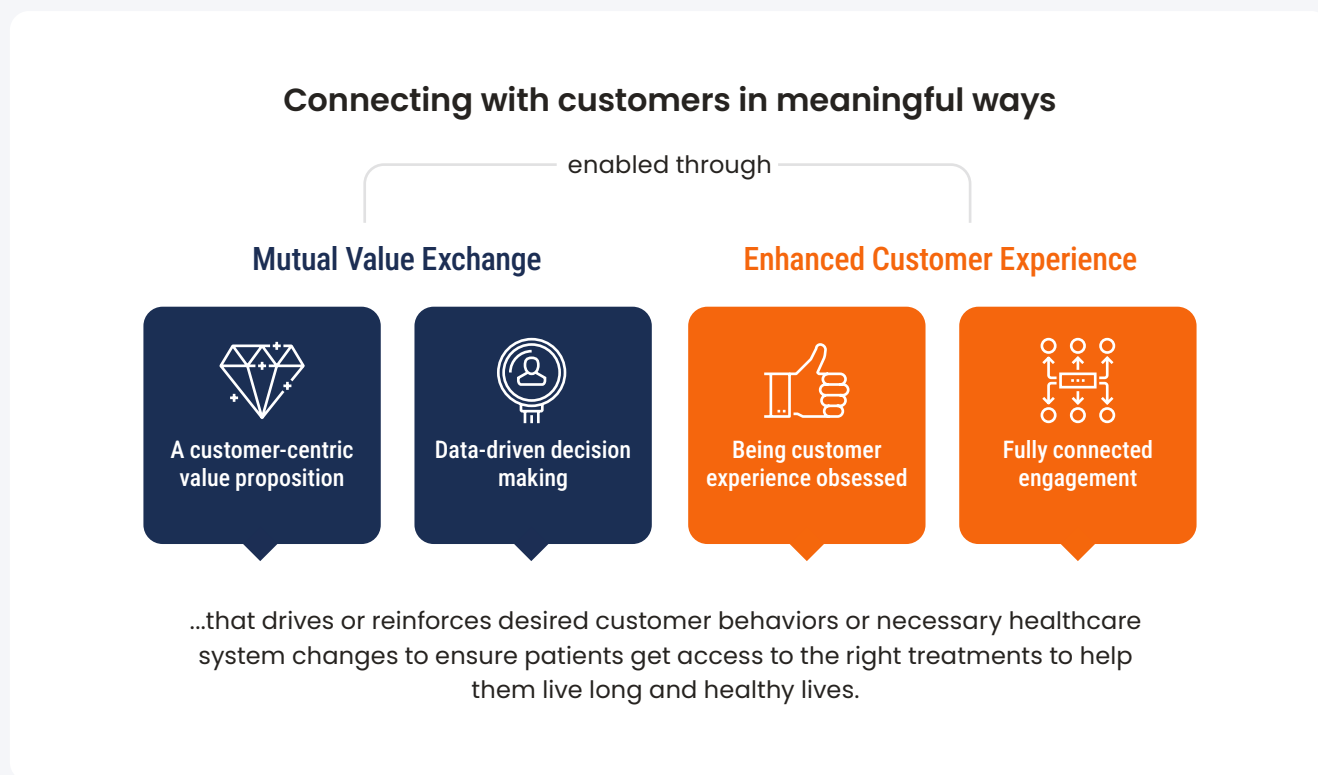 Connecting with customers in meaningful ways
enabled through
Mutual Value Exchange
Enhanced Customer Experience
A customer-centric
value proposition
Data-driven decision
making
Being customer
experience obsessed
Fully connected
engagement
...that drives or reinforces desired customer behaviors or necessary healthcare
system changes to ensure patients get access to the right treatments to help
them live long and healthy lives.